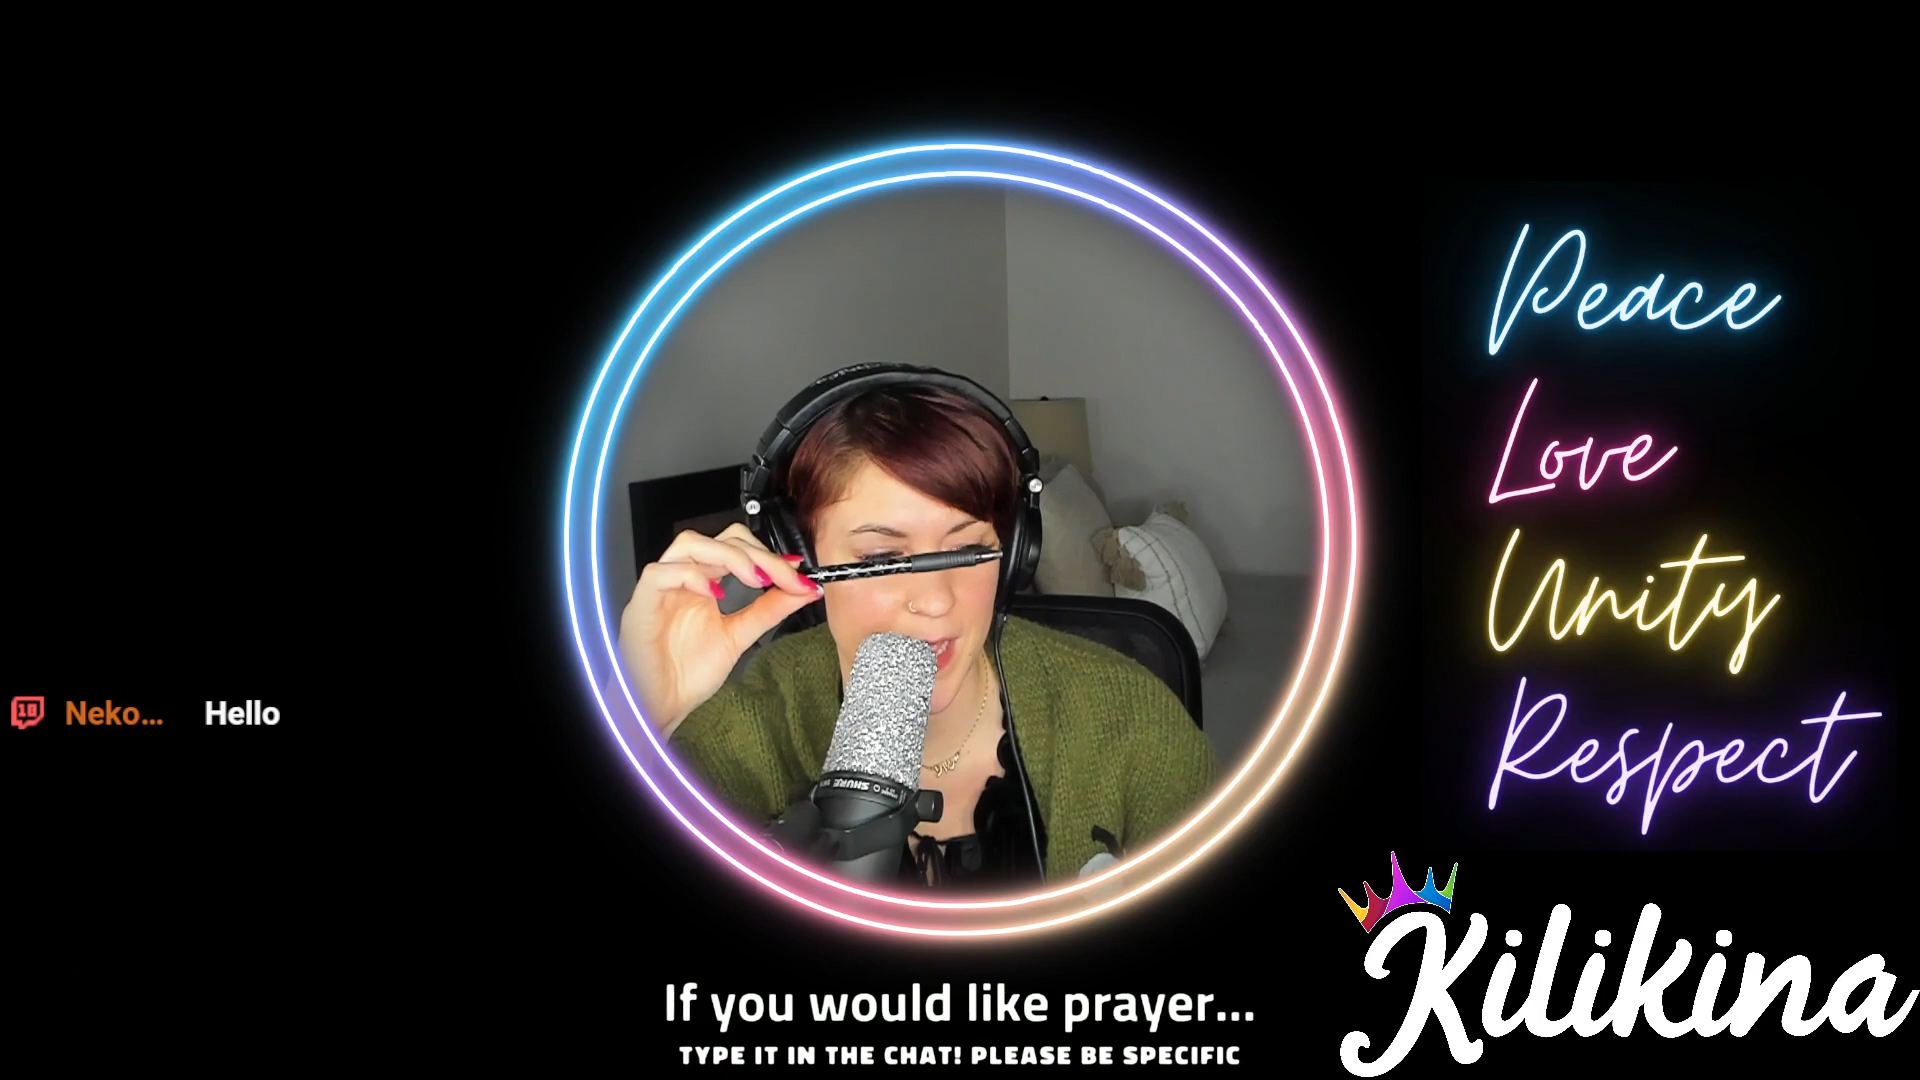 Peace
Love
Unity
Respect
Neko... Hello
SHURE
Kilikina
If you would like prayer...
TYPE IT IN THE CHAT! PLEASE BE SPECIFIC